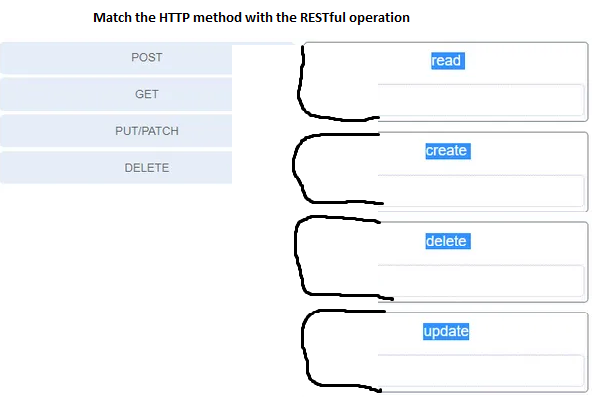 Match the HTTP method with the RESTful operation
POST
GET
PUT/PATCH
DELETE
read
create
delete
update